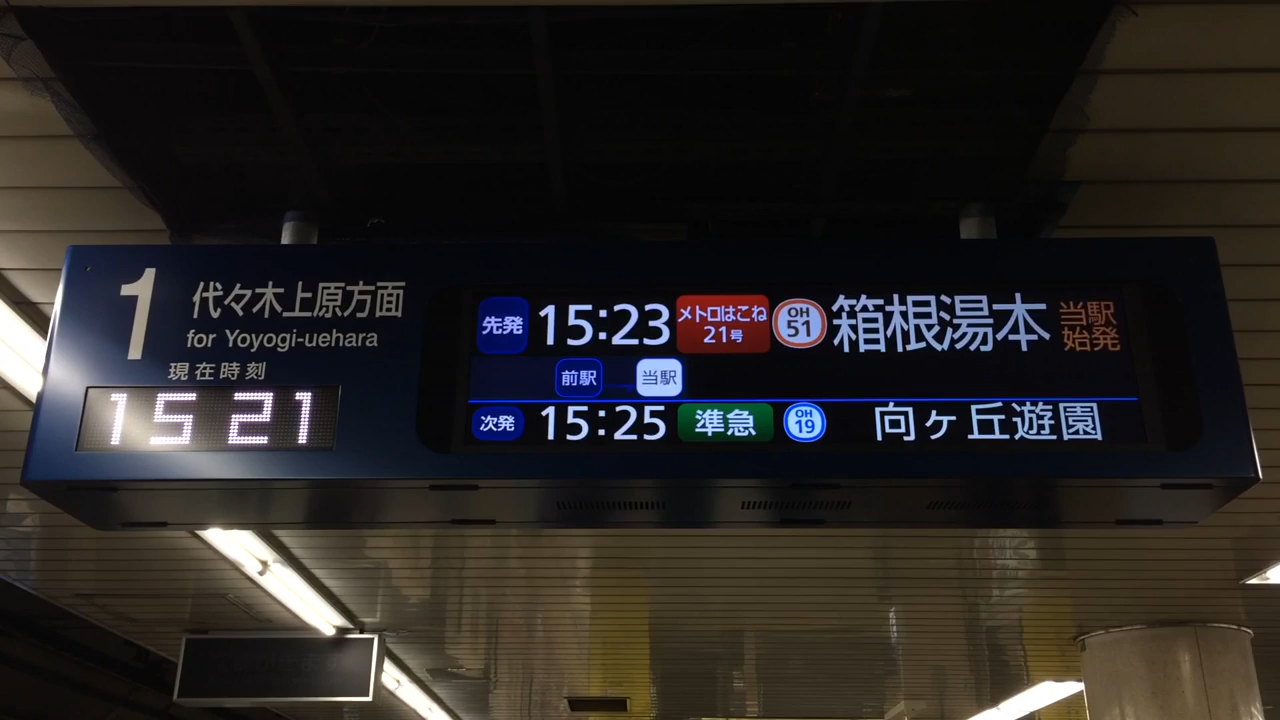 1 代々木上原方面
for Yoyogi-uehara
現在時刻
15 21
先発 15:23 メトロはこね 21号 OH 51 箱根湯本 当駅始発
前駅 当駅
次発 15:25 準急 OH 19 向ヶ丘遊園